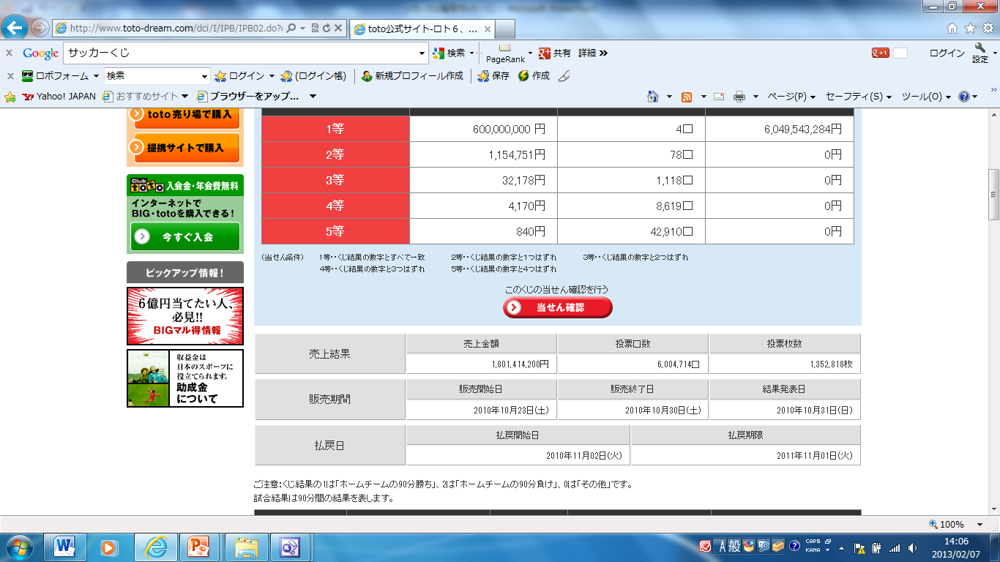 http://www.toto-dream.com/dci/I/IPB/IPB02.do?
toto公式サイト-ロト6、...
Google サッカーくじ 検索 PageRank 共有 詳細 ログイン 設定
ロボフォーム 検索 ログイン (ログイン帳) 新規プロフィール作成 保存 作成
Yahoo! JAPAN おすすめサイト ブラウザーをアップ... ページ(P) セーフティ(S) ツール(O)
toto売り場で購入
提携サイトで購入
Club toto 入会金・年会費無料
インターネットで
BIG・totoを購入できる!
今すぐ入会
ピックアップ情報!
6億円当てたい人、
必見!!
BIGマル得情報
収益金は
日本のスポーツに
役立てられます。
助成金
について
1等 600,000,000 円 4口 6,049,543,284円
2等 1,154,751円 78口 0円
3等 32,178円 1,118口 0円
4等 4,170円 8,619口 0円
5等 840円 42,910口 0円
(当せん条件) 1等・・くじ結果の数字とすべて一致 2等・・くじ結果の数字と1つはずれ 3等・・くじ結果の数字と2つはずれ
4等・・くじ結果の数字と3つはずれ 5等・・くじ結果の数字と4つはずれ
このくじの当せん確認を行う
当せん確認
売上結果 売上金額 投票口数 投票枚数
1,801,414,200円 6,004,714口 1,352,818枚
販売期間 販売開始日 販売終了日 結果発表日
2010年10月23日(土) 2010年10月30日(土) 2010年10月31日(日)
払戻日 払戻開始日 払戻期限
2010年11月02日(火) 2011年11月01日(火)
ご注意:くじ結果の1は「ホームチームの90分勝ち」、2は「ホームチームの90分負け」、0は「その他」です。
試合結果は90分間の結果を表します。
100%
A 般 CAPS KANA
14:06
2013/02/07